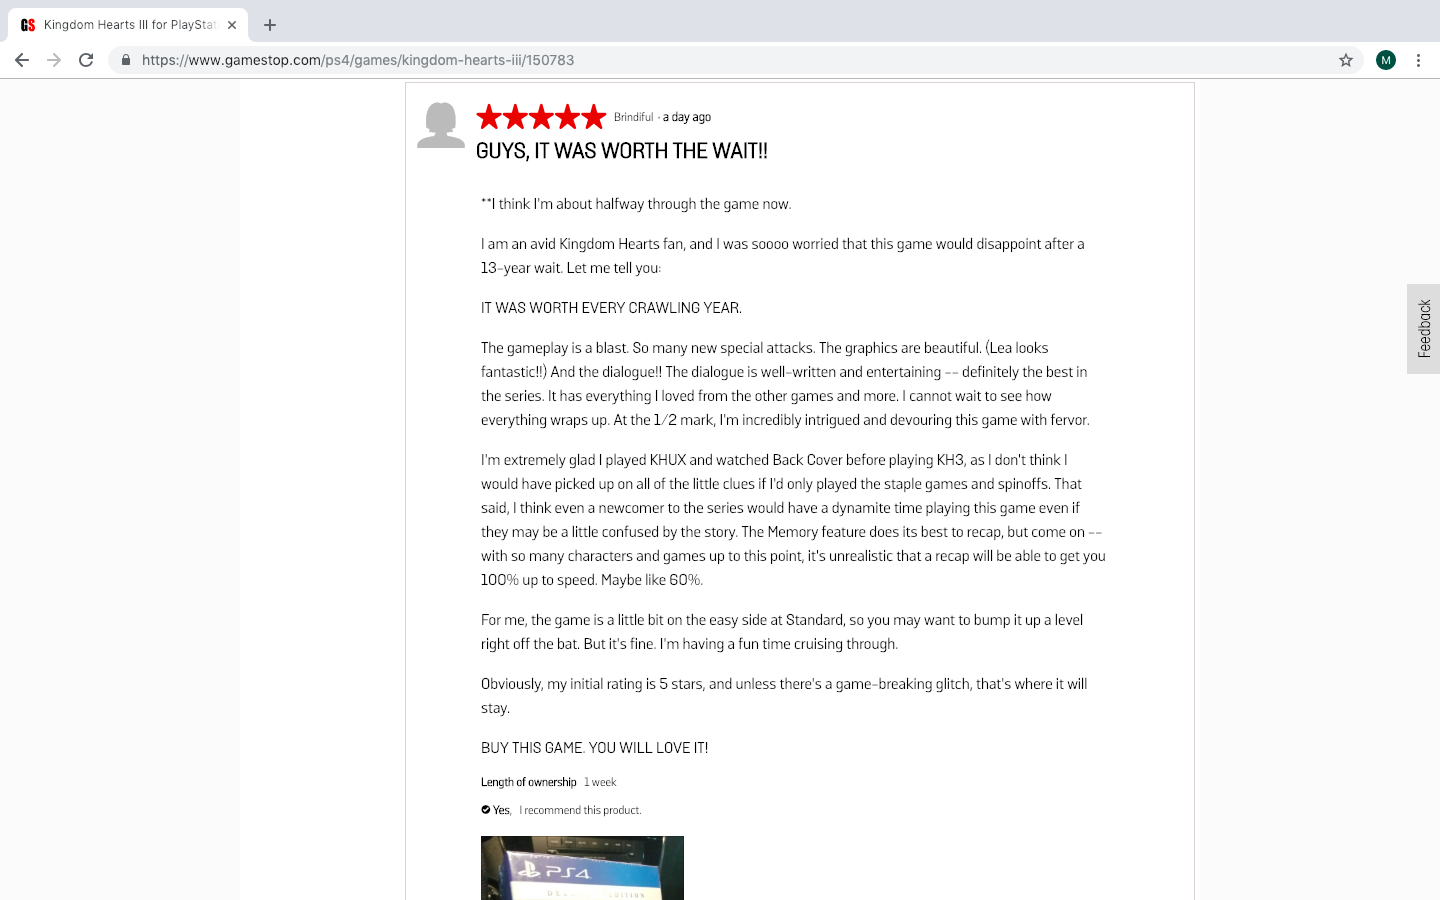 GS Kingdom Hearts III for PlayStat
https://www.gamestop.com/ps4/games/kingdom-hearts-iii/150783
M
Brindiful · a day ago
GUYS, IT WAS WORTH THE WAIT!!
**I think I'm about halfway through the game now.
I am an avid Kingdom Hearts fan, and I was soooo worried that this game would disappoint after a
13-year wait. Let me tell you:
IT WAS WORTH EVERY CRAWLING YEAR.
The gameplay is a blast. So many new special attacks. The graphics are beautiful. (Lea looks
fantastic!!) And the dialogue!! The dialogue is well-written and entertaining -- definitely the best in
the series. It has everything I loved from the other games and more. I cannot wait to see how
everything wraps up. At the 1/2 mark, I'm incredibly intrigued and devouring this game with fervor.
I'm extremely glad I played KHUX and watched Back Cover before playing KH3, as I don't think I
would have picked up on all of the little clues if I'd only played the staple games and spinoffs. That
said, I think even a newcomer to the series would have a dynamite time playing this game even if
they may be a little confused by the story. The Memory feature does its best to recap, but come on --
with so many characters and games up to this point, it's unrealistic that a recap will be able to get you
100% up to speed. Maybe like 60%.
For me, the game is a little bit on the easy side at Standard, so you may want to bump it up a level
right off the bat. But it's fine. I'm having a fun time cruising through.
Obviously, my initial rating is 5 stars, and unless there's a game-breaking glitch, that's where it will
stay.
BUY THIS GAME. YOU WILL LOVE IT!
Length of ownership 1 week
Yes, I recommend this product.
PS4
Feedback